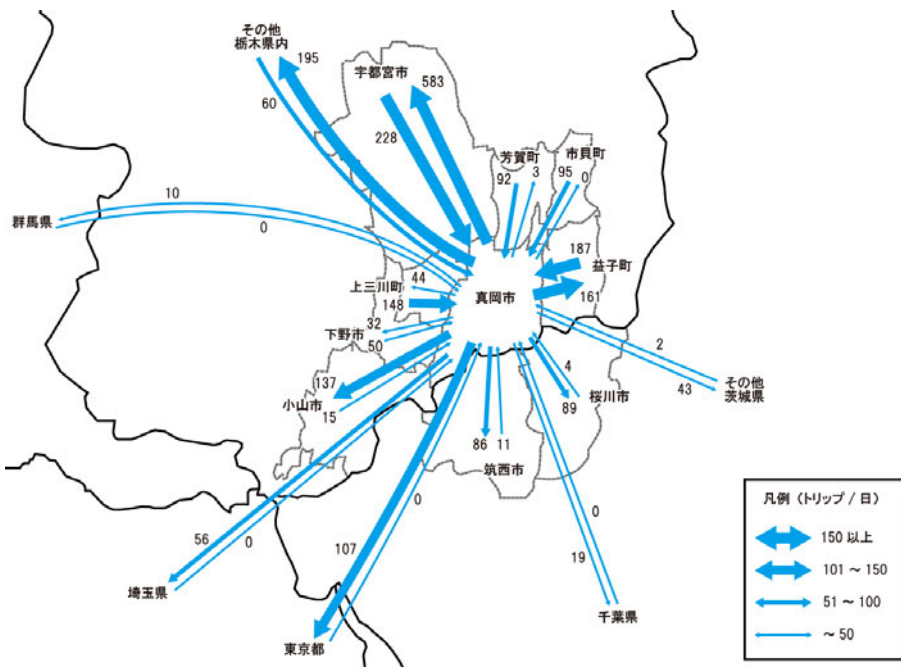 その他
栃木県内
195
60
宇都宮市
583
228
芳賀町
92
3
市貝町
95
0
群馬県
10
0
187
益子町
161
上三川町
44
148
真岡市
下野市
32
50
137
小山市
15
2
その他
茨城県
43
4
桜川市
89
86
11
筑西市
0
107
56
0
埼玉県
東京都
0
19
千葉県
凡例（トリップ / 日）
150 以上
101 ～ 150
51 ～ 100
～ 50